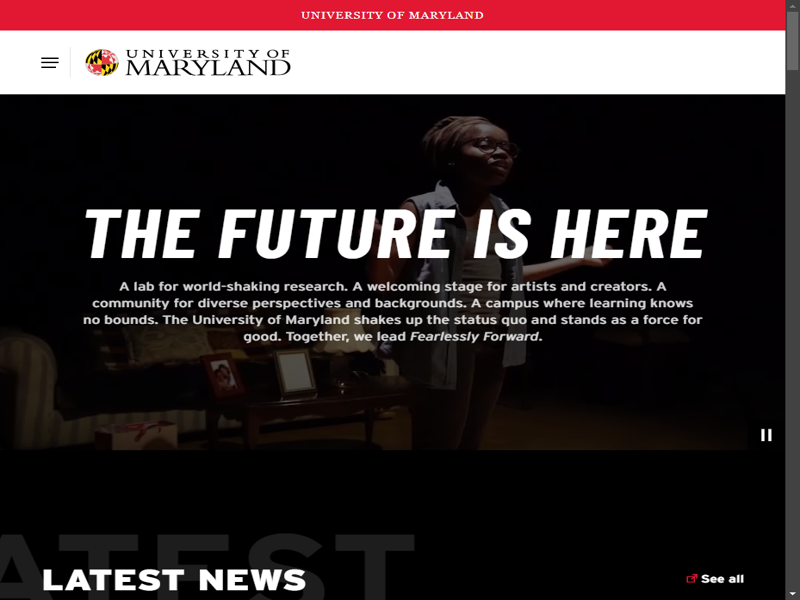 UNIVERSITY OF MARYLAND
UNIVERSITY OF
MARYLAND
THE FUTURE IS HERE
A lab for world-shaking research. A welcoming stage for artists and creators. A
community for diverse perspectives and backgrounds. A campus where learning knows
no bounds. The University of Maryland shakes up the status quo and stands as a force for
good. Together, we lead Fearlessly Forward.
ATEST
LATEST NEWS
See all